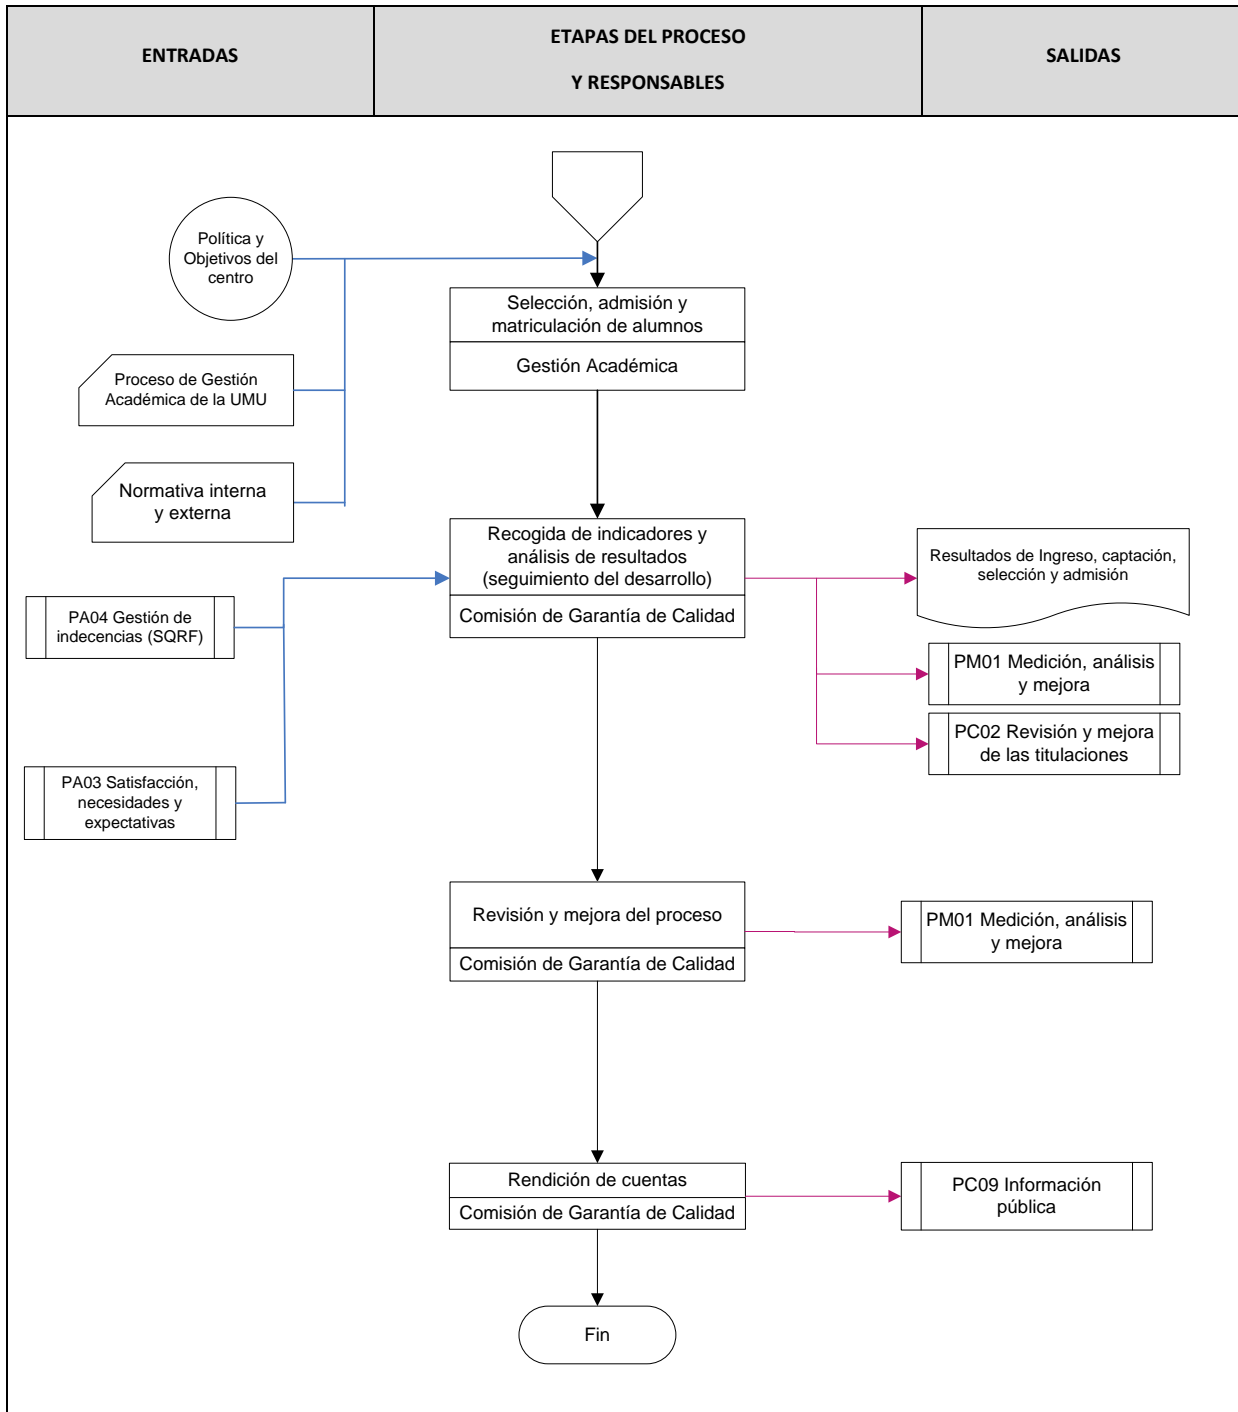 ENTRADAS
ETAPAS DEL PROCESO
Y RESPONSABLES
SALIDAS
Política y
Objetivos del
centro
Selección, admisión y
matriculación de alumnos
Gestión Académica
Proceso de Gestión
Académica de la UMU
Normativa interna
y externa
Recogida de indicadores y
análisis de resultados
(seguimiento del desarrollo)
Comisión de Garantía de Calidad
Resultados de Ingreso, captación,
selección y admisión
PA04 Gestión de
indecencias (SQRF)
PM01 Medición, análisis
y mejora
PC02 Revisión y mejora
de las titulaciones
PA03 Satisfacción,
necesidades y
expectativas
Revisión y mejora del proceso
Comisión de Garantía de Calidad
PM01 Medición, análisis
y mejora
Rendición de cuentas
Comisión de Garantía de Calidad
PC09 Información
pública
Fin